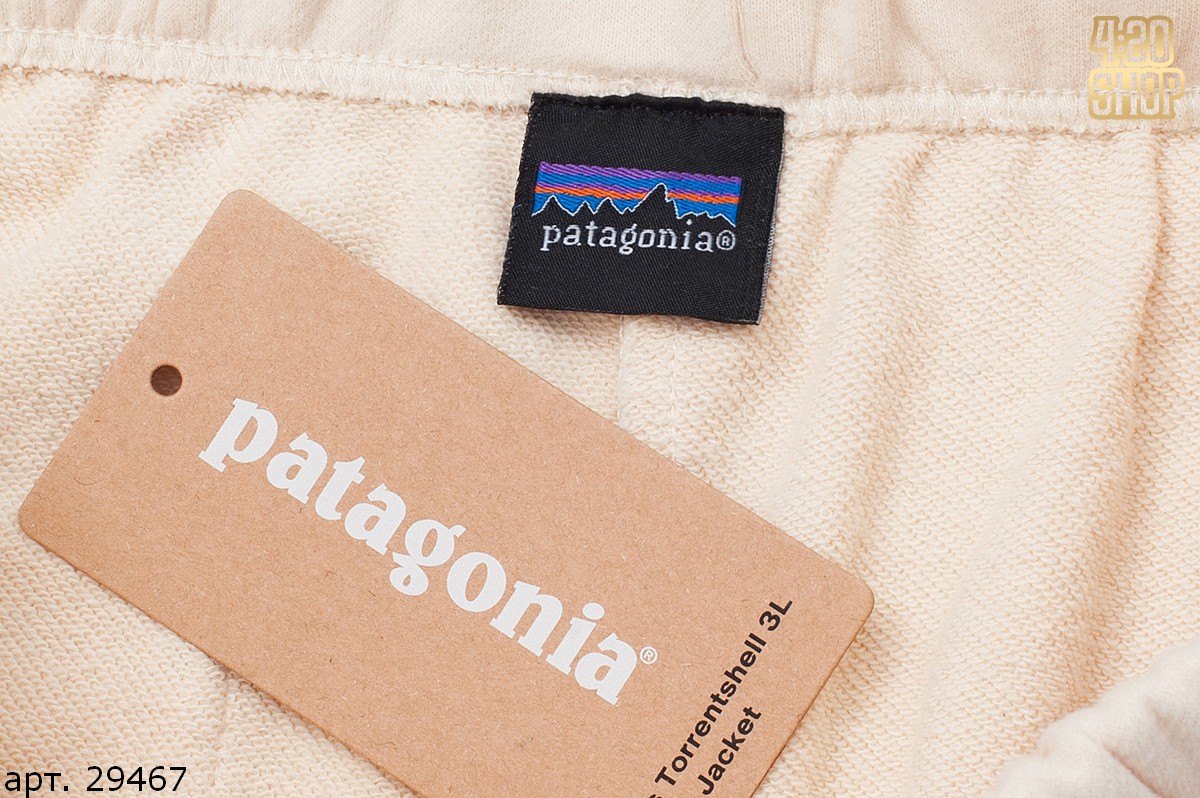 4:20
SHOP
patagonia®
patagonia®
Torrentshell 3L
Jacket
арт. 29467